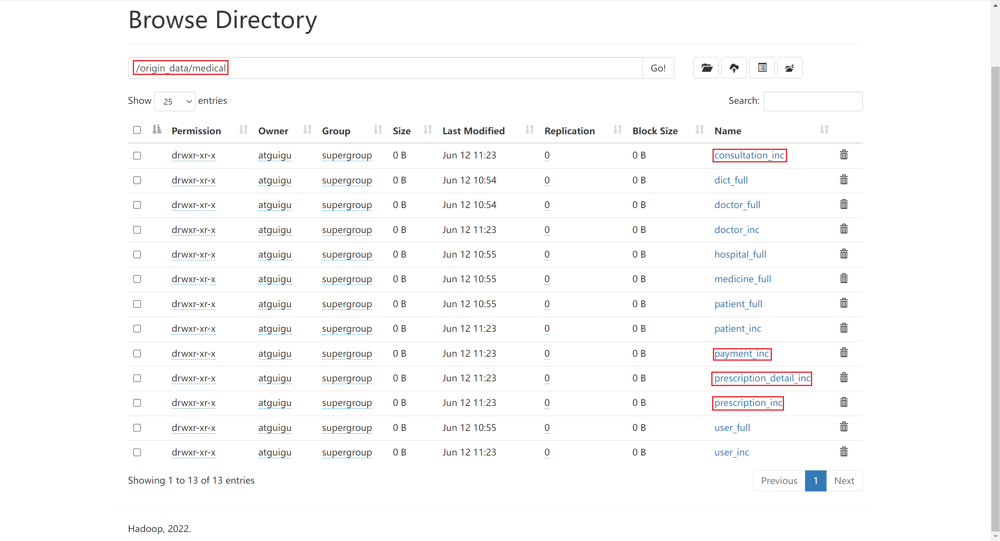 Browse Directory
/origin_data/medical Go!
Show 25 entries Search:
Permission Owner Group Size Last Modified Replication Block Size Name
drwxr-xr-x atguigu supergroup 0 B Jun 12 11:23 0 0 B consultation_inc
drwxr-xr-x atguigu supergroup 0 B Jun 12 10:54 0 0 B dict_full
drwxr-xr-x atguigu supergroup 0 B Jun 12 10:54 0 0 B doctor_full
drwxr-xr-x atguigu supergroup 0 B Jun 12 11:23 0 0 B doctor_inc
drwxr-xr-x atguigu supergroup 0 B Jun 12 10:55 0 0 B hospital_full
drwxr-xr-x atguigu supergroup 0 B Jun 12 10:55 0 0 B medicine_full
drwxr-xr-x atguigu supergroup 0 B Jun 12 10:55 0 0 B patient_full
drwxr-xr-x atguigu supergroup 0 B Jun 12 11:23 0 0 B patient_inc
drwxr-xr-x atguigu supergroup 0 B Jun 12 11:23 0 0 B payment_inc
drwxr-xr-x atguigu supergroup 0 B Jun 12 11:23 0 0 B prescription_detail_inc
drwxr-xr-x atguigu supergroup 0 B Jun 12 11:23 0 0 B prescription_inc
drwxr-xr-x atguigu supergroup 0 B Jun 12 10:55 0 0 B user_full
drwxr-xr-x atguigu supergroup 0 B Jun 12 11:23 0 0 B user_inc
Showing 1 to 13 of 13 entries Previous 1 Next
Hadoop, 2022.